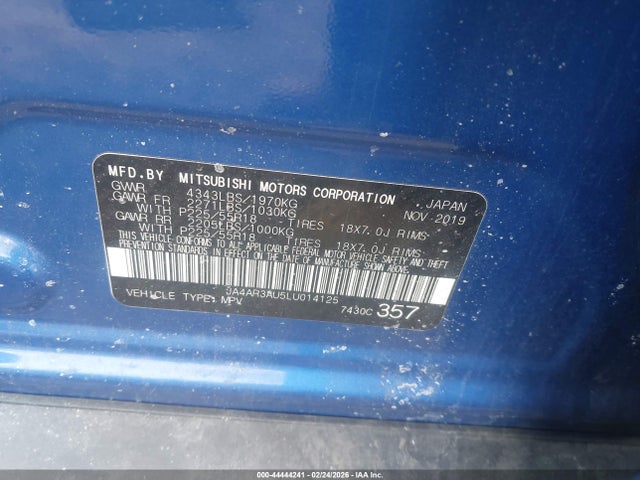 MFD.BY MITSUBISHI MOTORS CORPORATION JAPAN
GVWR 4343LBS/1970KG NOV 2019
GAWR FR 2271LBS/1030KG
WITH P225/55R18 TIRES 18X7.0J RIMS
GAWR RR 2205LBS/1000KG
WITH P225/55R18 TIRES 18X7.0J RIMS
THIS VEHICLE CONFORMS TO ALL APPLICABLE FEDERAL MOTOR VEHICLE SAFETY AND THEFT
PREVENTION STANDARDS IN EFFECT ON THE DATE OF MANUFACTURE SHOWN ABOVE.
JA4AR3AU5LU014125
VEHICLE TYPE: MPV 7430C 357
000-44444241 - 02/24/2026 - IAAI.COM